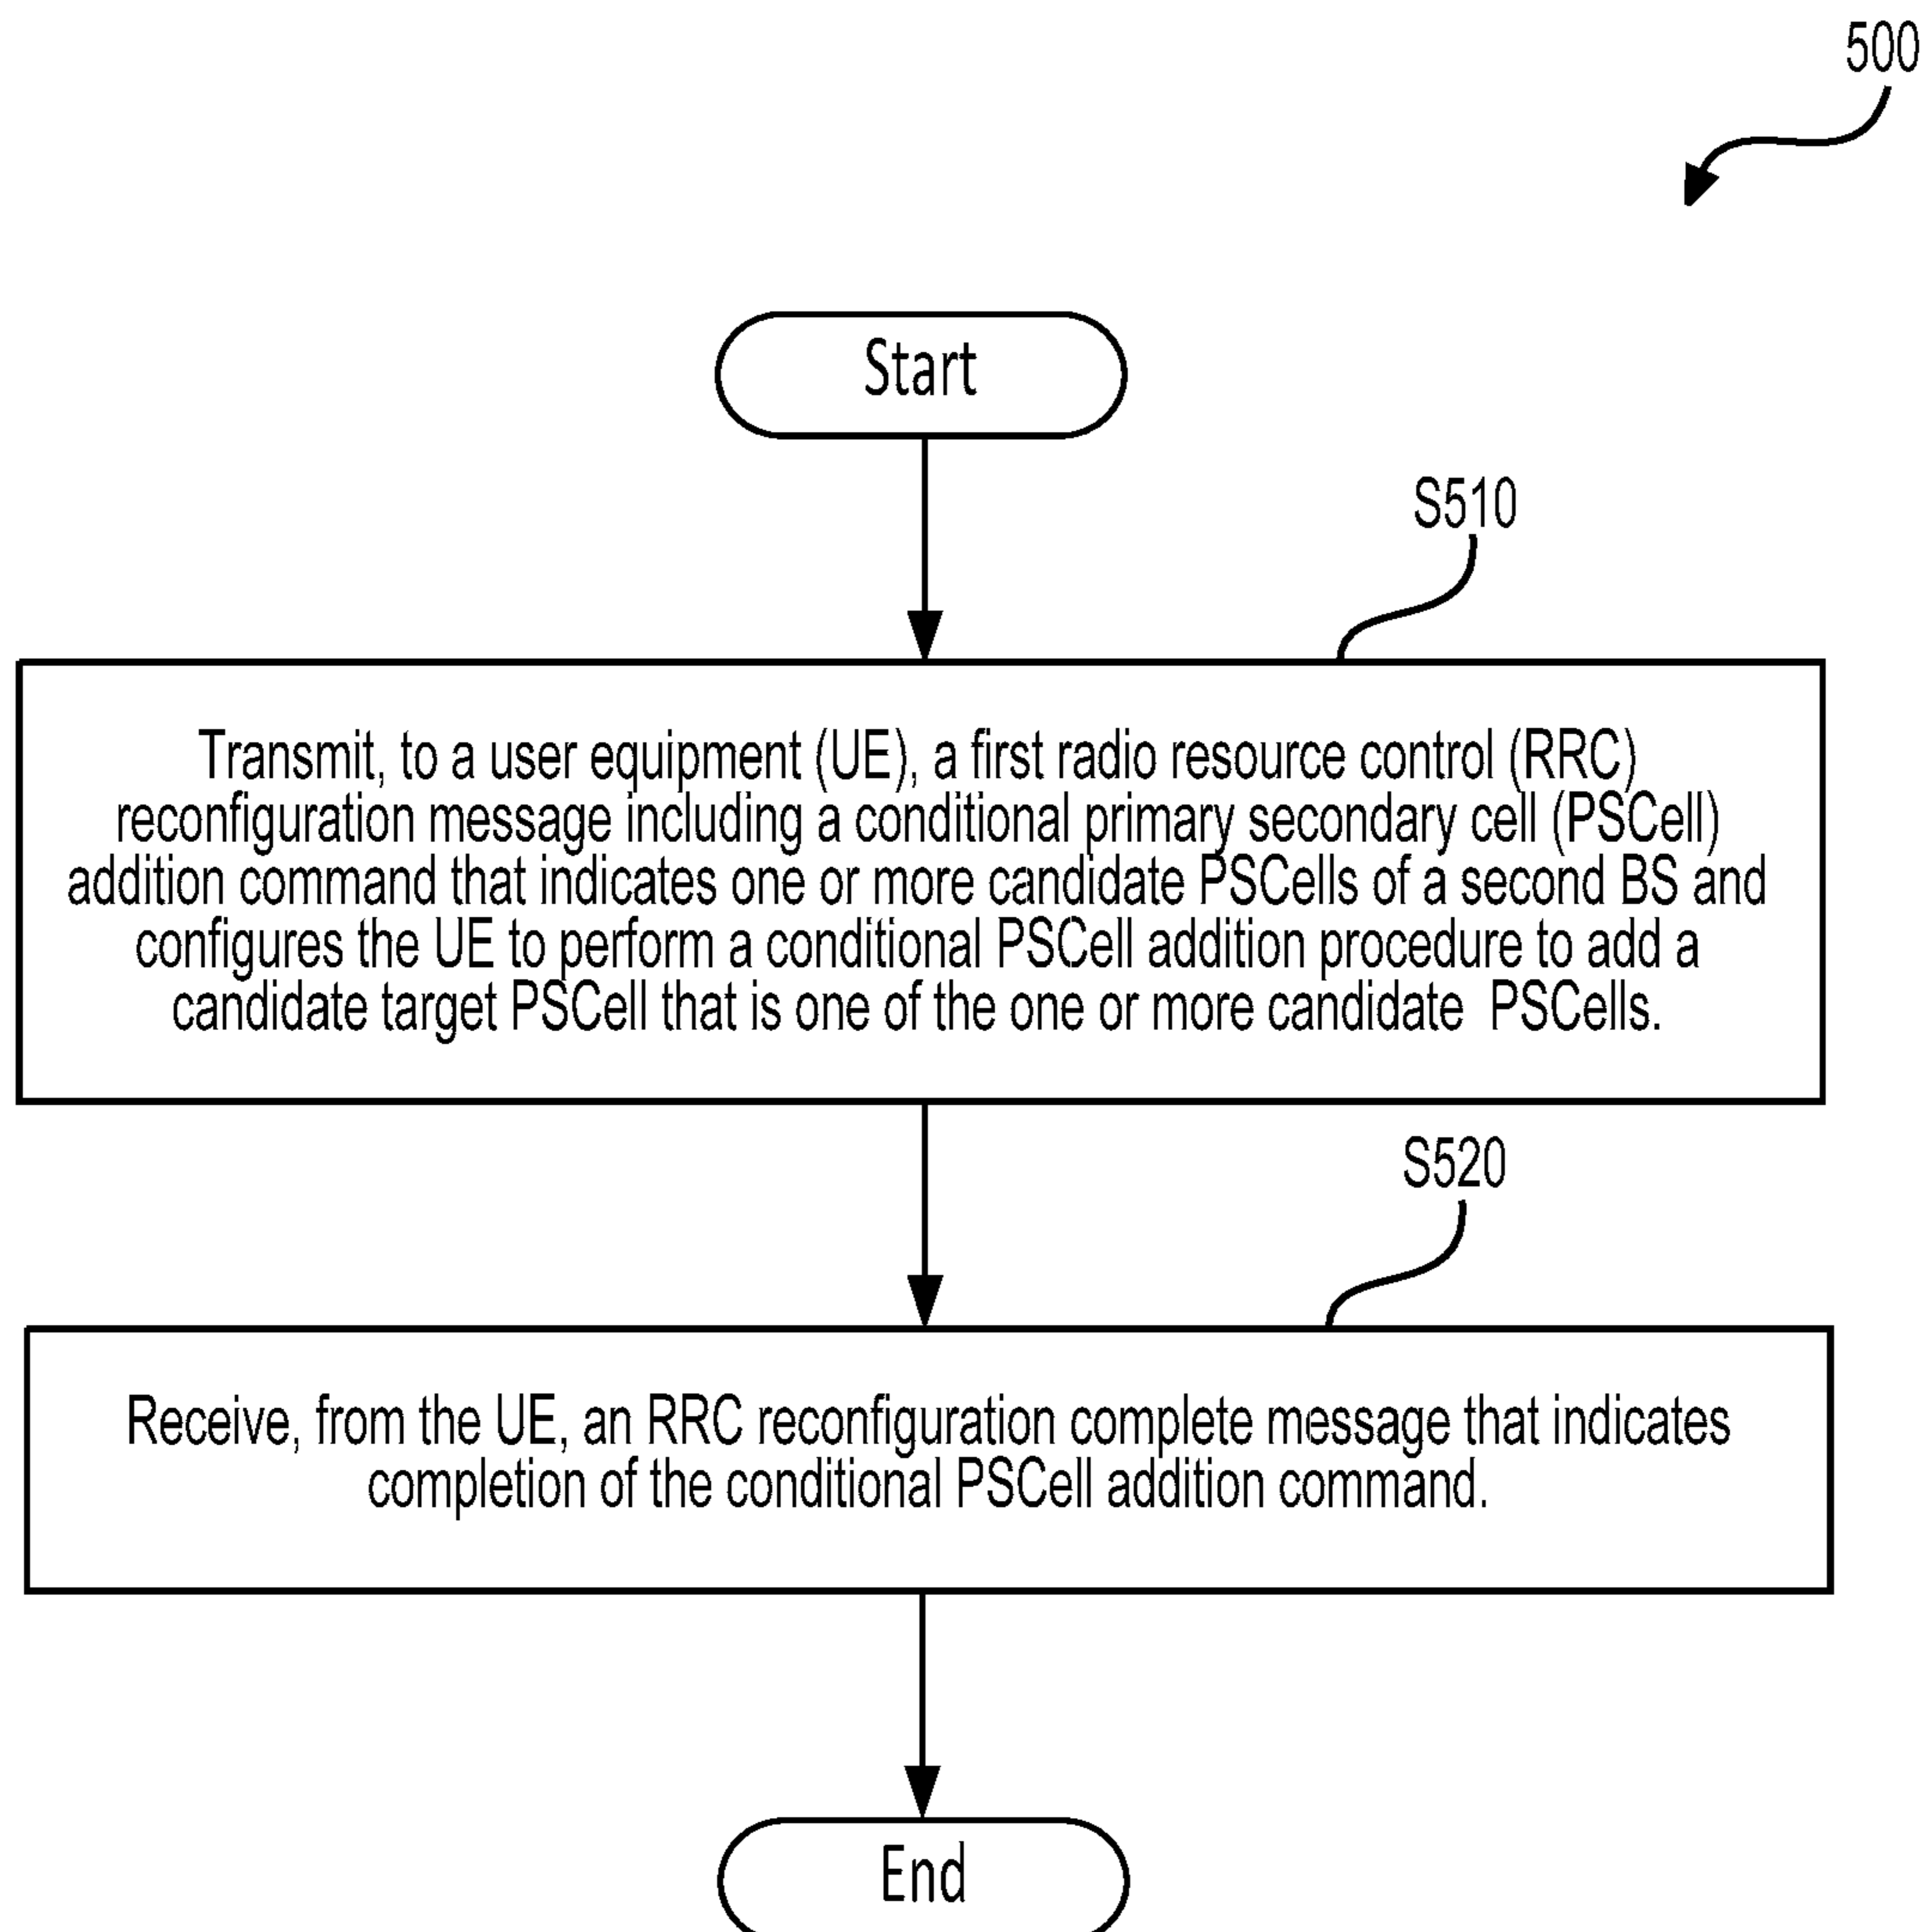 500
Start
S510
Transmit, to a user equipment (UE), a first radio resource control (RRC)
reconfiguration message including a conditional primary secondary cell (PSCell)
addition command that indicates one or more candidate PSCells of a second BS and
configures the UE to perform a conditional PSCell addition procedure to add a
candidate target PSCell that is one of the one or more candidate PSCells.
S520
Receive, from the UE, an RRC reconfiguration complete message that indicates
completion of the conditional PSCell addition command.
End